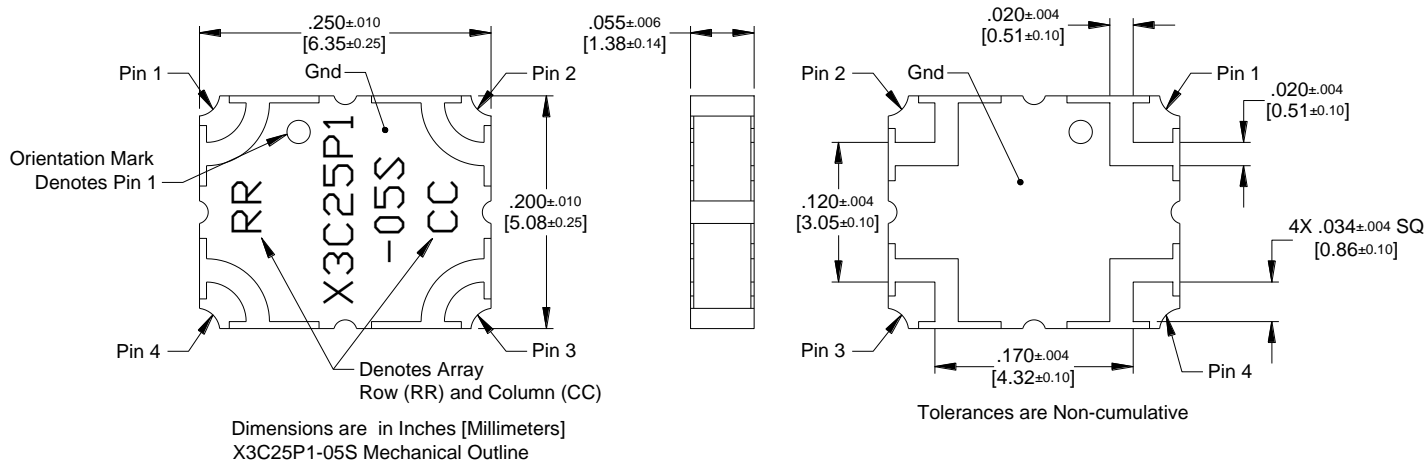 .250±.010
[6.35±0.25]
.055±.006
[1.38±0.14]
.020±.004
[0.51±0.10]
Pin 1
Gnd
Pin 2
Pin 2
Gnd
Pin 1
.020±.004
[0.51±0.10]
Orientation Mark
Denotes Pin 1
RR
X3C25P1
-05S
CC
.200±.010
[5.08±0.25]
.120±.004
[3.05±0.10]
4X .034±.004 SQ
[0.86±0.10]
Pin 4
Pin 3
Denotes Array
Row (RR) and Column (CC)
Pin 3
.170±.004
[4.32±0.10]
Pin 4
Tolerances are Non-cumulative
Dimensions are in Inches [Millimeters]
X3C25P1-05S Mechanical Outline